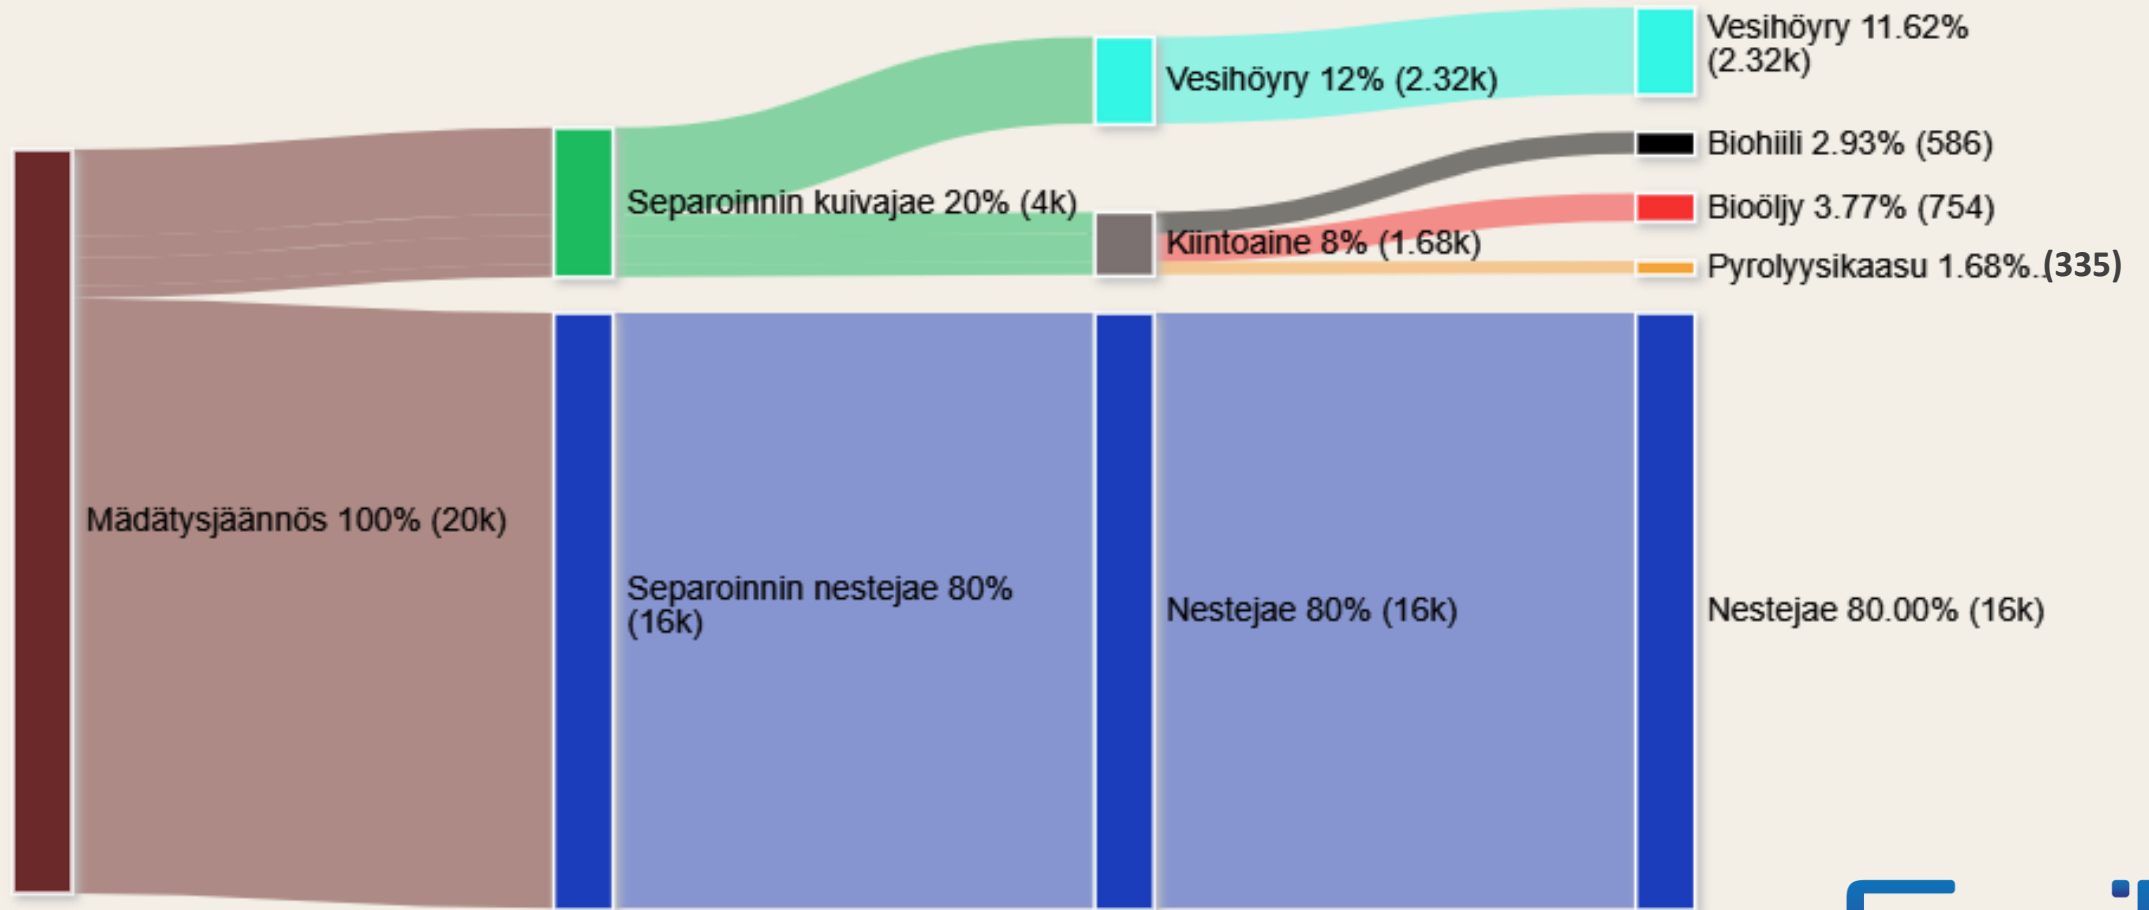 Mädätysjäännös 100% (20k)
Separoinnin kuivajae 20% (4k)
Separoinnin nestejae 80%
(16k)
Vesihöyry 12% (2.32k)
Kiintoaine 8% (1.68k)
Nestejae 80% (16k)
Vesihöyry 11.62%
(2.32k)
Biohiili 2.93% (586)
Bioöljy 3.77% (754)
Pyrolyysikaasu 1.68%..(335)
Nestejae 80.00% (16k)